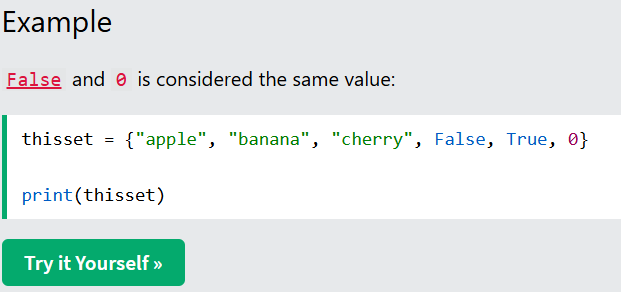 Example
False and 0 is considered the same value:
thisset = {"apple", "banana", "cherry", False, True, 0}
print(thisset)
Try it Yourself »